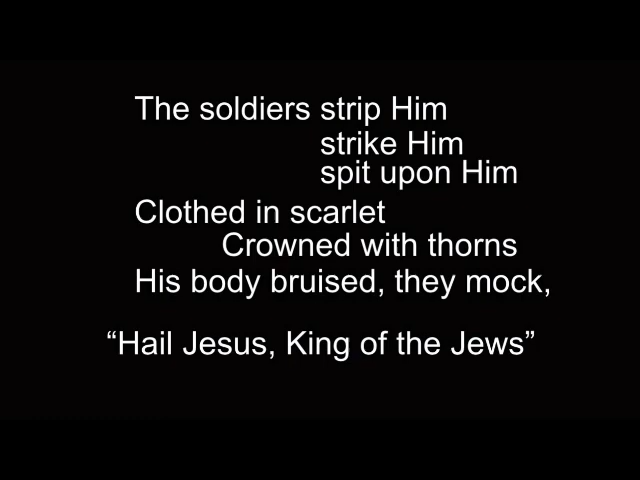 The soldiers strip Him
strike Him
spit upon Him
Clothed in scarlet
Crowned with thorns
His body bruised, they mock,
“Hail Jesus, King of the Jews”